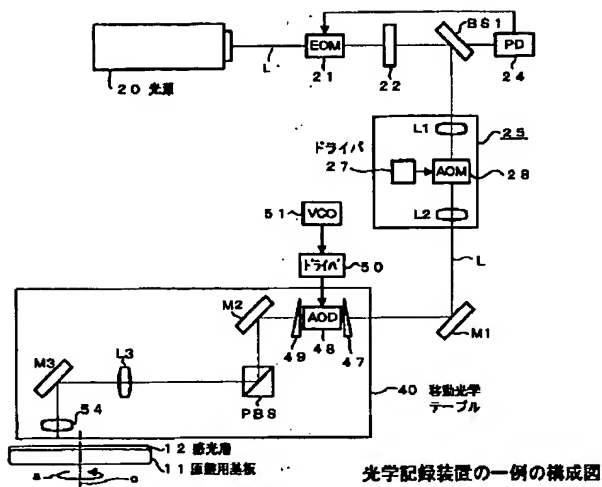 20 光源
L
EOM
21
22
BS1
PD
24
L1
25
ドライバ
27
AOM
28
L2
51
VCO
L
ドライバ
50
M2
AOD
49
48
47
M1
M3
L3
PBS
40 移動光学
テーブル
54
12 感光層
11 原盤用基板
a
o
光学記録装置の一例の構成図